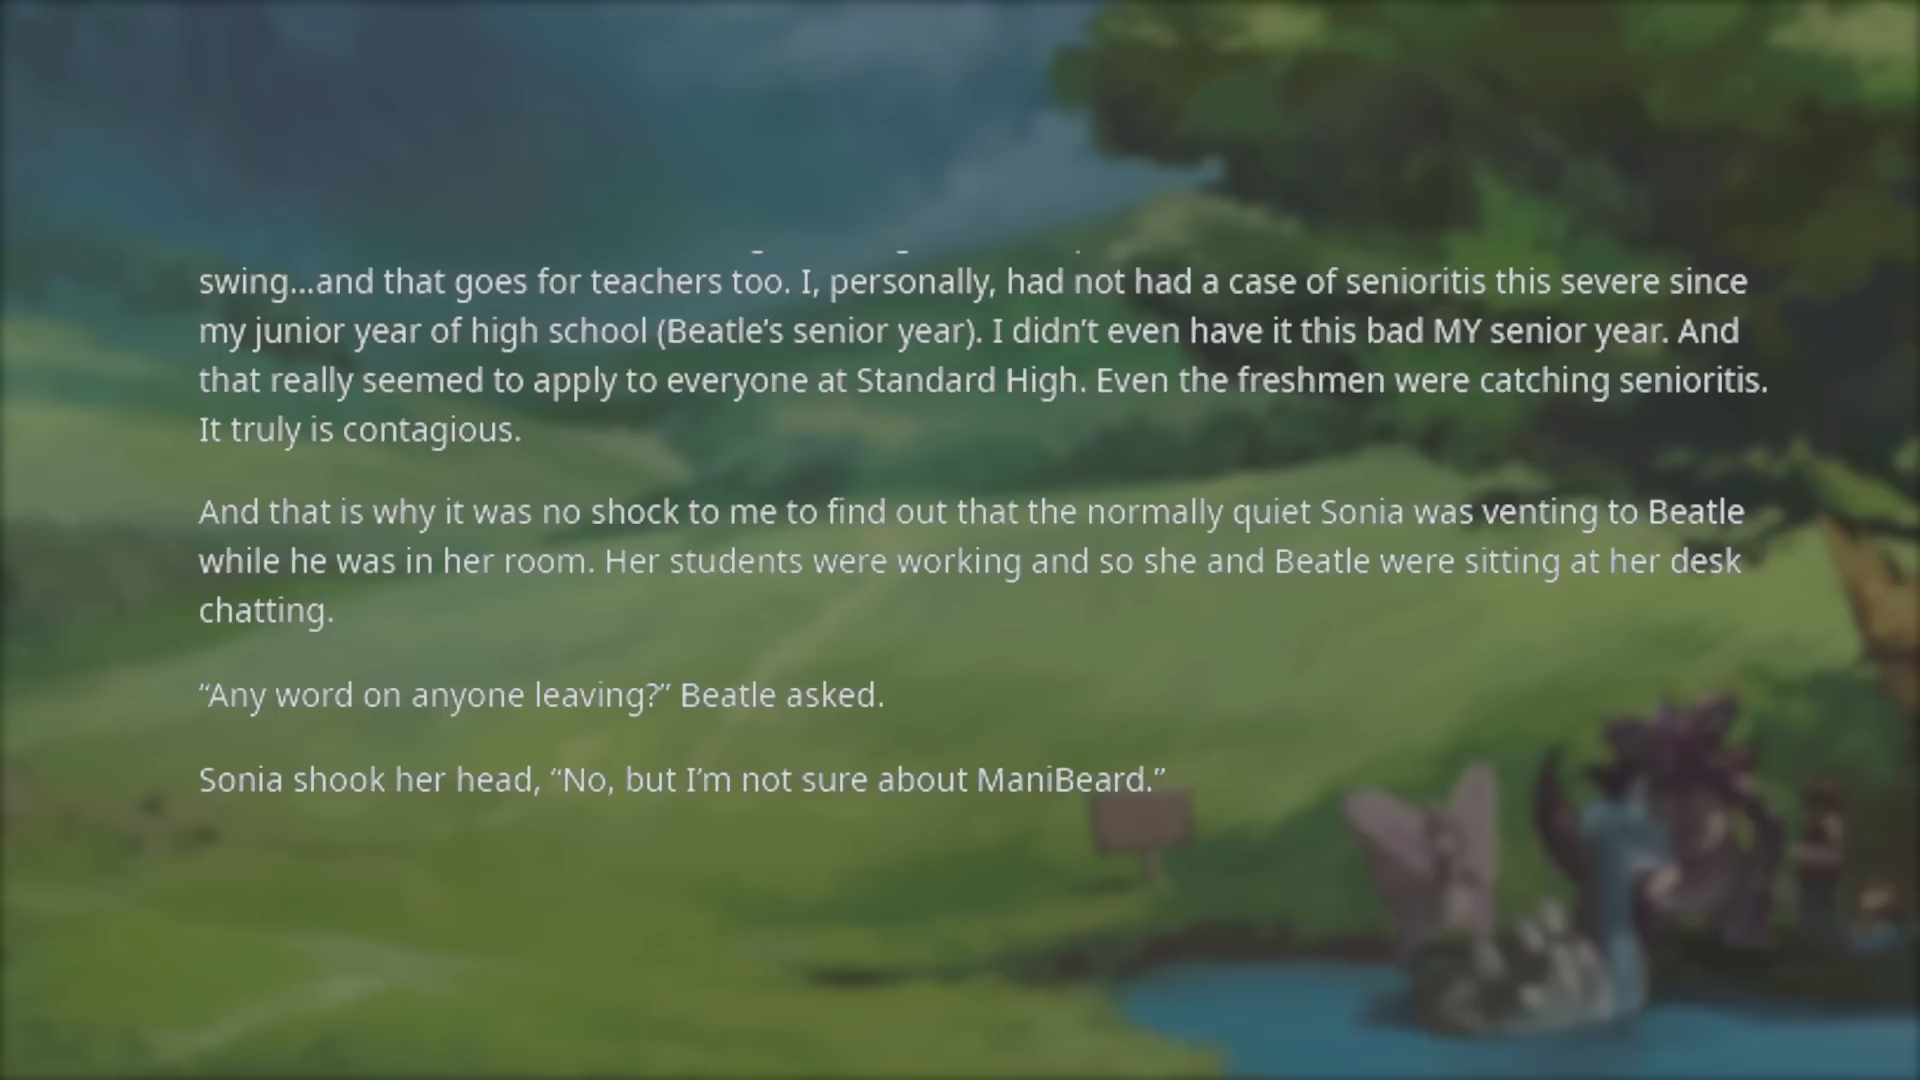 swing...and that goes for teachers too. I, personally, had not had a case of senioritis this severe since
my junior year of high school (Beatle’s senior year). I didn’t even have it this bad MY senior year. And
that really seemed to apply to everyone at Standard High. Even the freshmen were catching senioritis.
It truly is contagious.
And that is why it was no shock to me to find out that the normally quiet Sonia was venting to Beatle
while he was in her room. Her students were working and so she and Beatle were sitting at her desk
chatting.
“Any word on anyone leaving?” Beatle asked.
Sonia shook her head, “No, but I’m not sure about ManiBeard.”